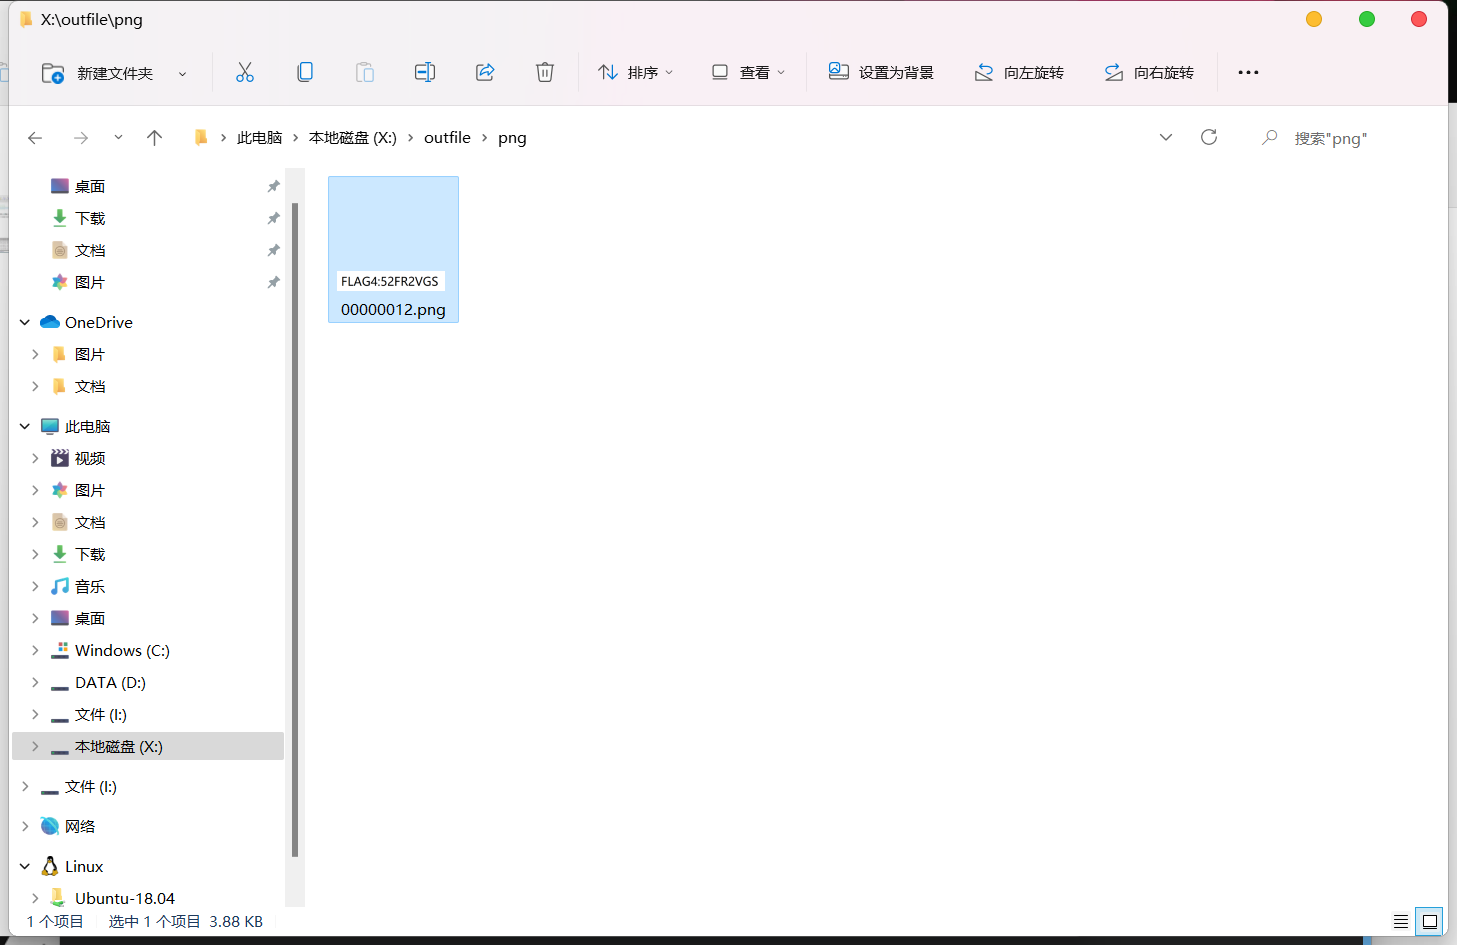 X:\outfile\png
新建文件夹
排序
查看
设置为背景
向左旋转
向右旋转
此电脑 › 本地磁盘 (X:) › outfile › png
搜索"png"
桌面
下载
文档
图片
OneDrive
图片
文档
此电脑
视频
图片
文档
下载
音乐
桌面
Windows (C:)
DATA (D:)
文件 (I:)
本地磁盘 (X:)
文件 (I:)
网络
Linux
Ubuntu-18.04
FLAG4:52FR2VGS
00000012.png
1 个项目
选中 1 个项目 3.88 KB